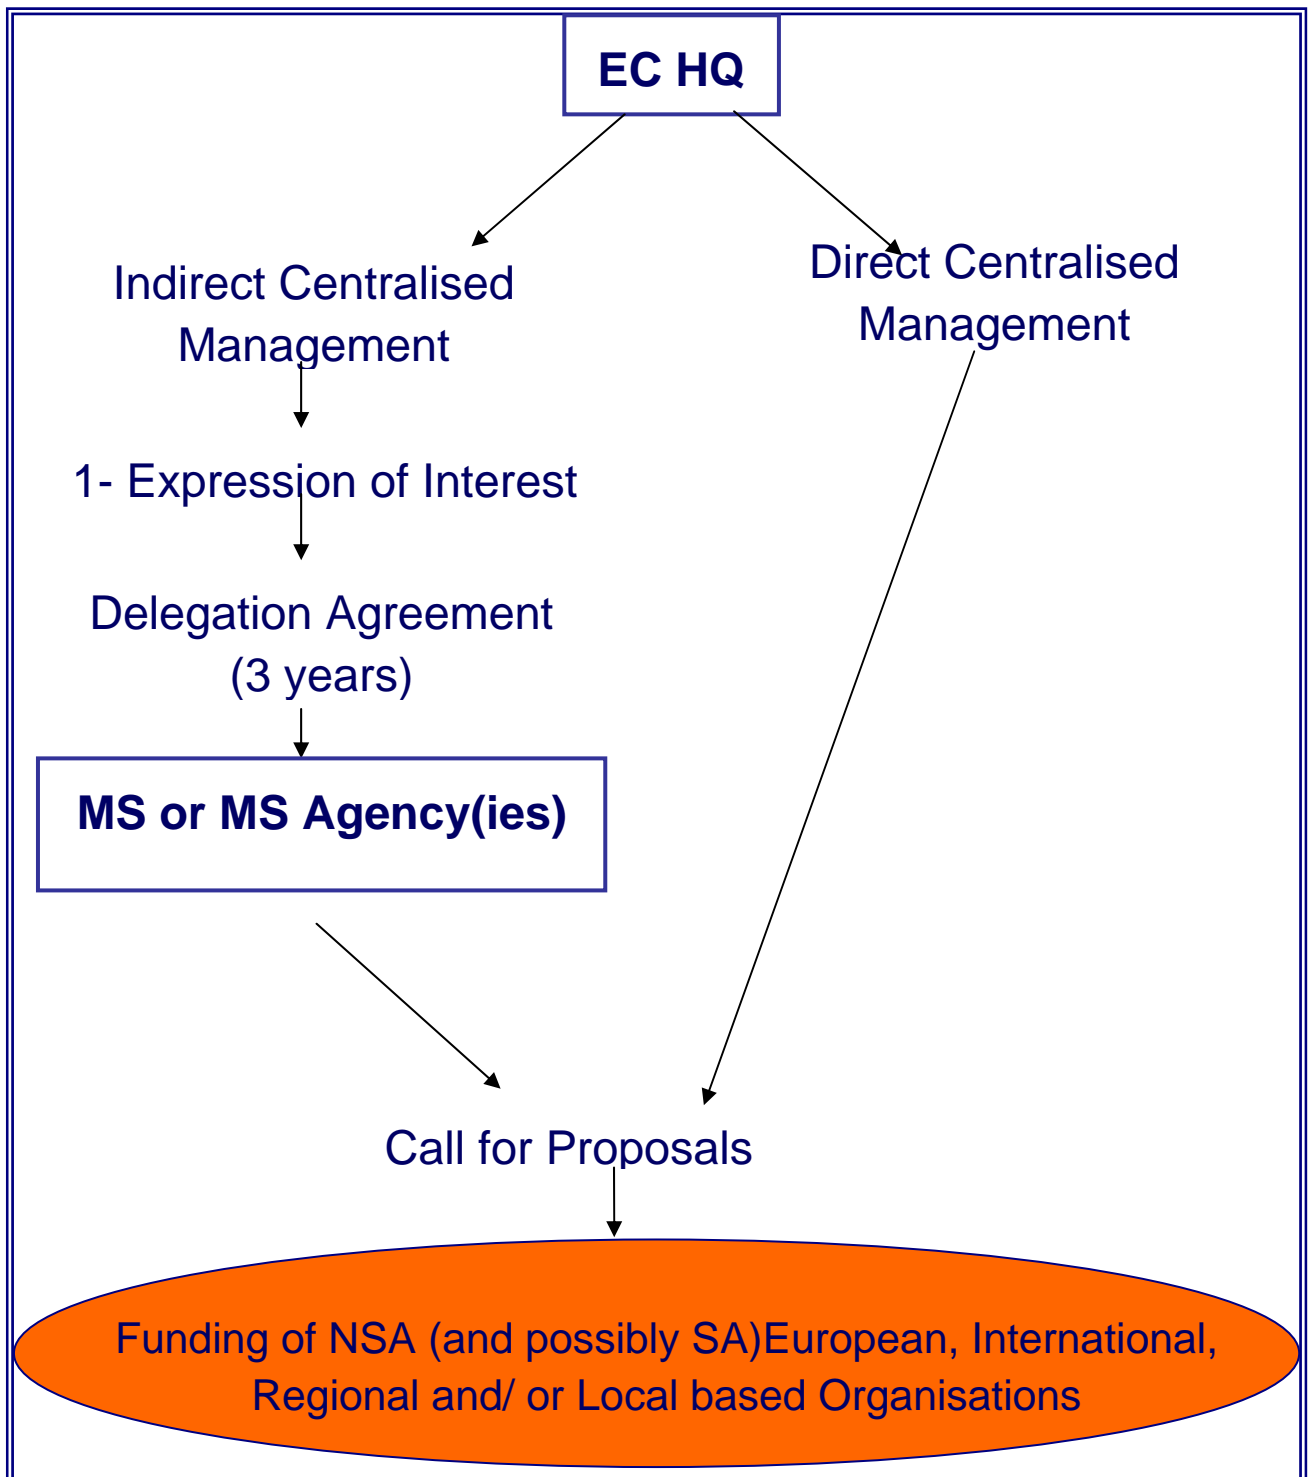 EC HQ
Indirect Centralised
Management
Direct Centralised
Management
1- Expression of Interest
Delegation Agreement
(3 years)
MS or MS Agency(ies)
Call for Proposals
Funding of NSA (and possibly SA)European, International,
Regional and/ or Local based Organisations